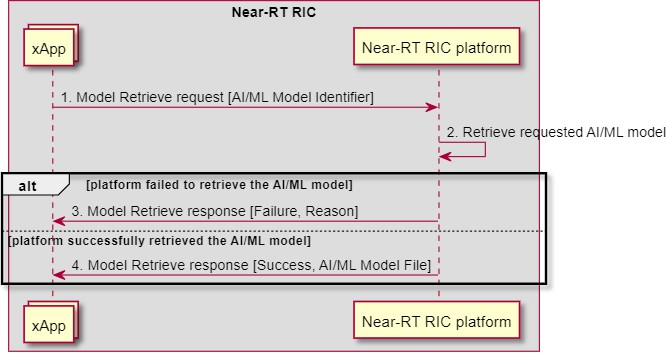 Near-RT RIC
xApp
Near-RT RIC platform
1. Model Retrieve request [AI/ML Model Identifier]
2. Retrieve requested AI/ML model
alt
[platform failed to retrieve the AI/ML model]
3. Model Retrieve response [Failure, Reason]
[platform successfully retrieved the AI/ML model]
4. Model Retrieve response [Success, AI/ML Model File]
xApp
Near-RT RIC platform